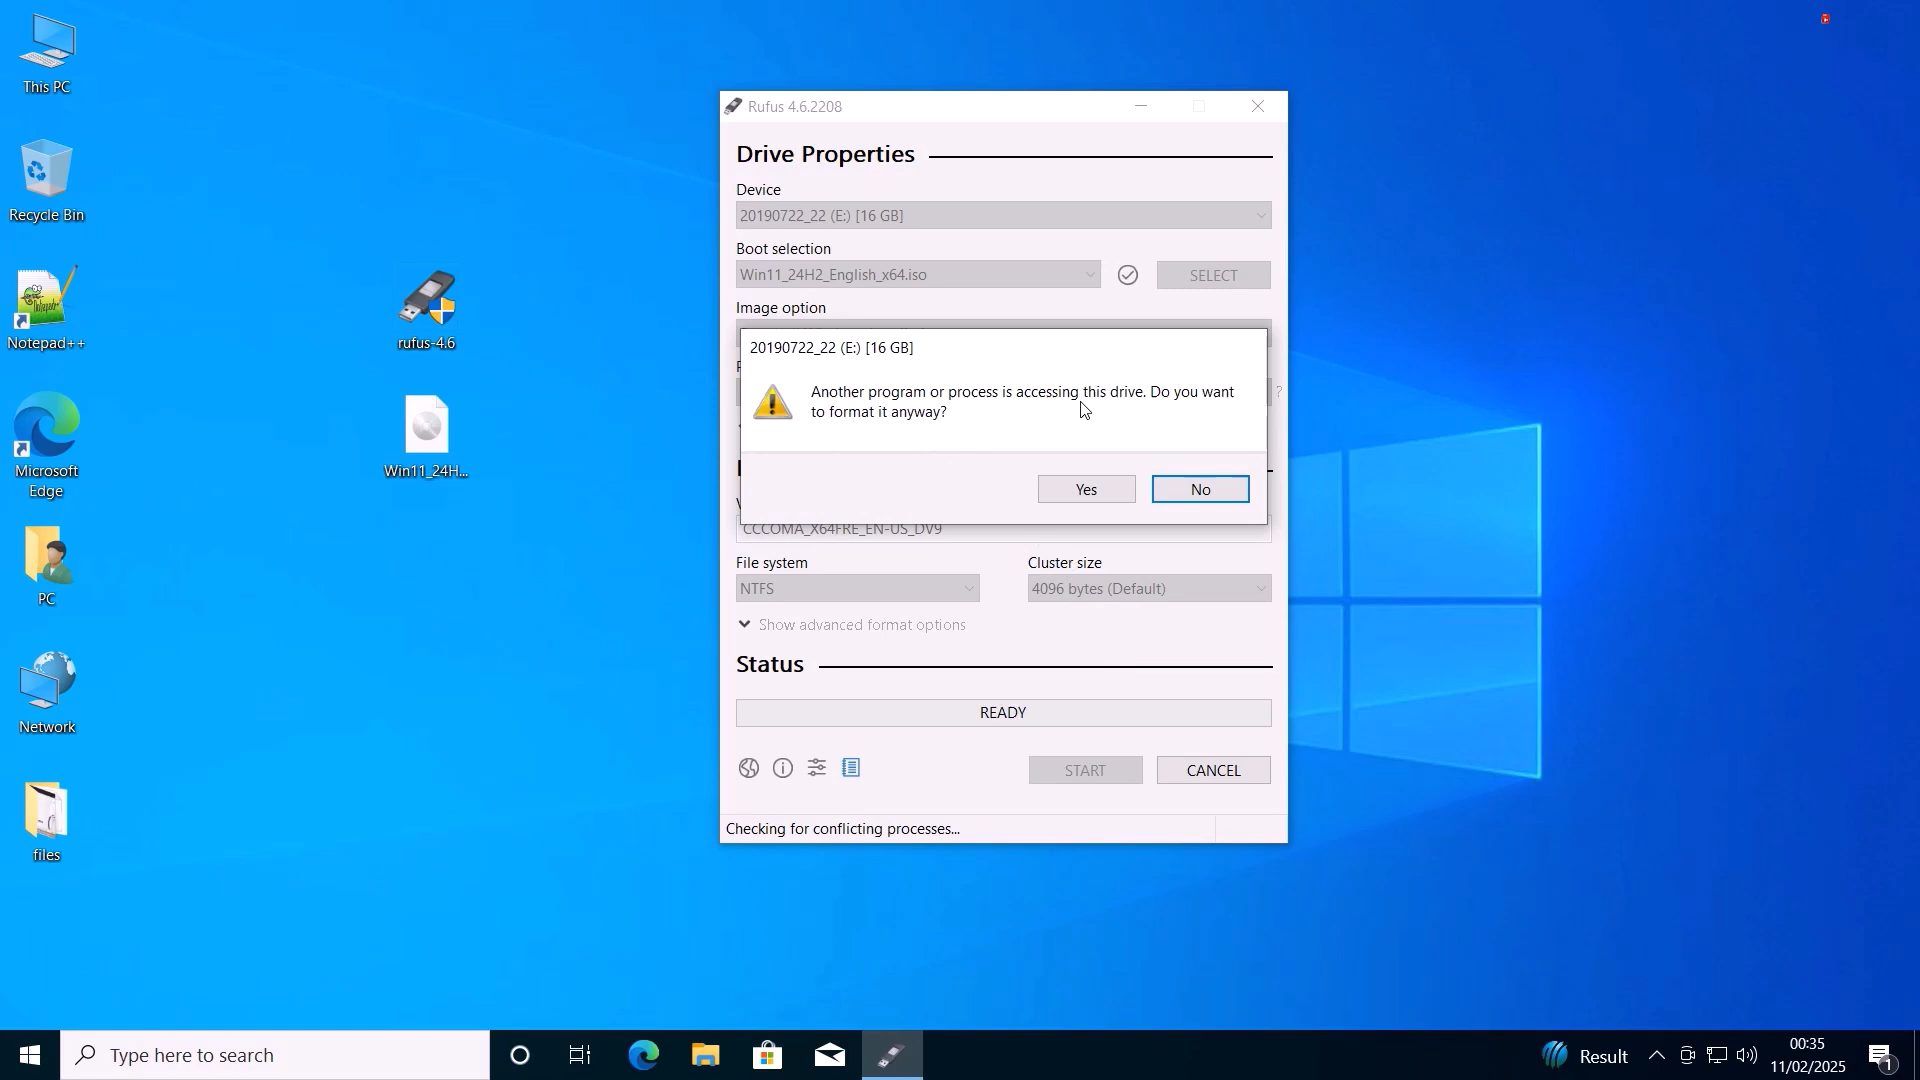 This PC
Recycle Bin
Notepad++
Microsoft
Edge
PC
Network
files
rufus-4.6
Win11_24H...
Rufus 4.6.2208
Drive Properties
Device
20190722_22 (E:) [16 GB]
Boot selection
Win11_24H2_English_x64.iso
SELECT
Image option
20190722_22 (E:) [16 GB]
Another program or process is accessing this drive. Do you want
to format it anyway?
?
Yes
No
CCCOMA_X64FRE_EN-US_DV9
File system
Cluster size
NTFS
4096 bytes (Default)
Show advanced format options
Status
READY
START
CANCEL
Checking for conflicting processes...
Type here to search
Result
00:35
11/02/2025
1